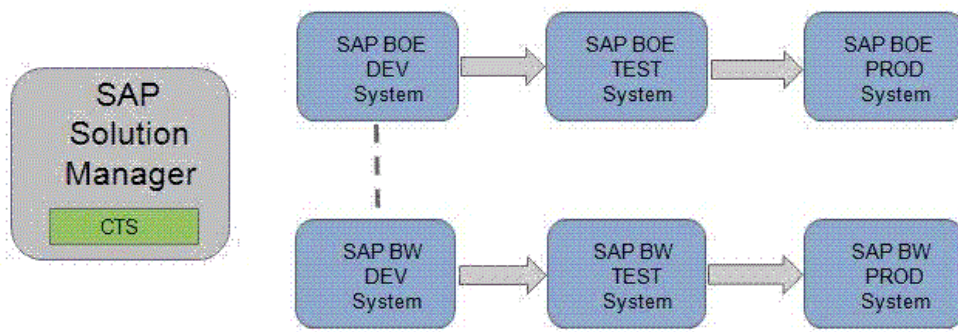 SAP
Solution
Manager
CTS
SAP BOE
DEV
System
SAP BOE
TEST
System
SAP BOE
PROD
System
SAP BW
DEV
System
SAP BW
TEST
System
SAP BW
PROD
System